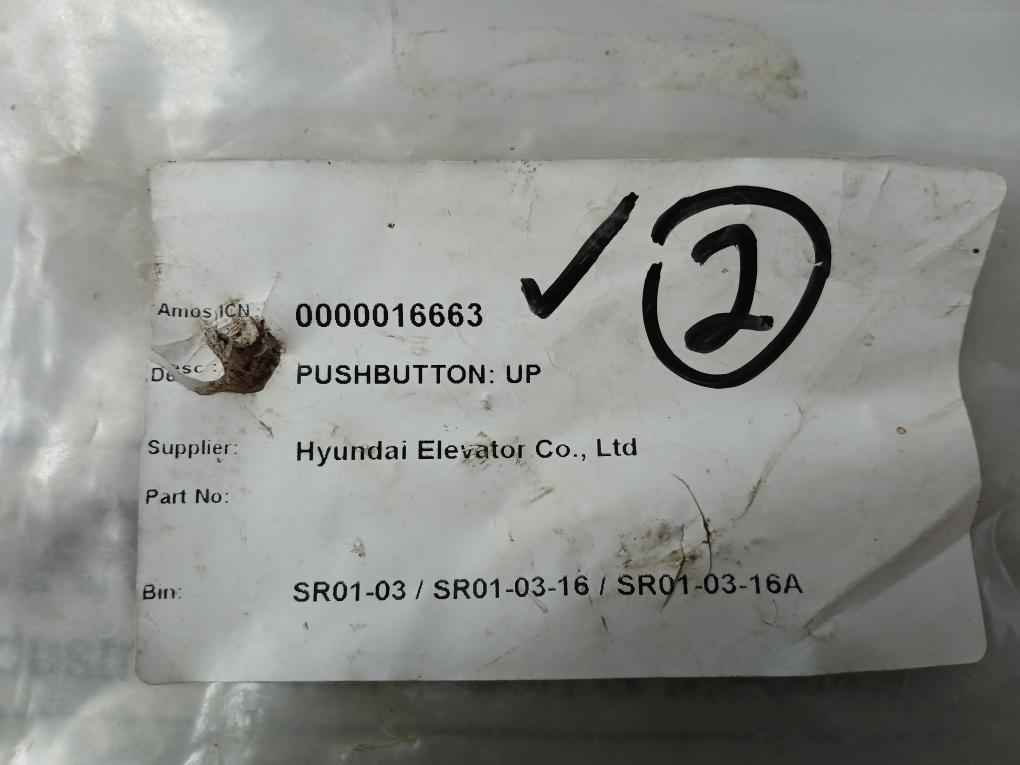 ✓ 2
Amos ICN: 0000016663
PUSHBUTTON: UP
Supplier: Hyundai Elevator Co., Ltd
Part No:
Bin: SR01-03 / SR01-03-16 / SR01-03-16A